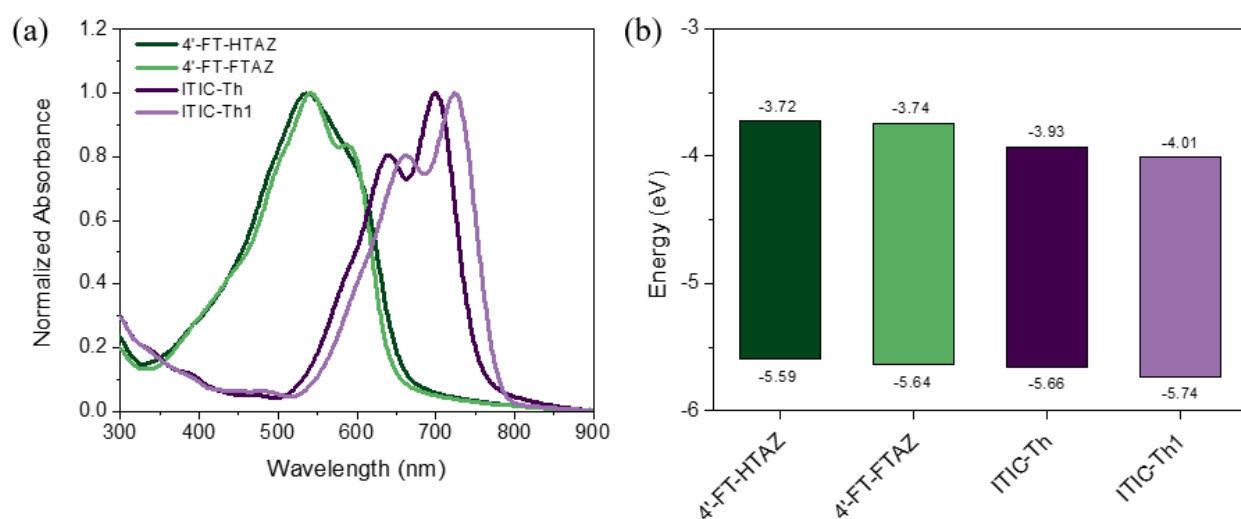 (a)
4'-FT-HTAZ
4'-FT-FTAZ
ITIC-Th
ITIC-Th1
Normalized Absorbance
1.2
1.0
0.8
0.6
0.4
0.2
0.0
300 400 500 600 700 800 900
Wavelength (nm)
(b)
Energy (eV)
-3
-4
-5
-6
-3.72 -3.74 -3.93 -4.01
-5.59 -5.64 -5.66 -5.74
4'-FT-HTAZ
4'-FT-FTAZ
ITIC-Th
ITIC-Th1